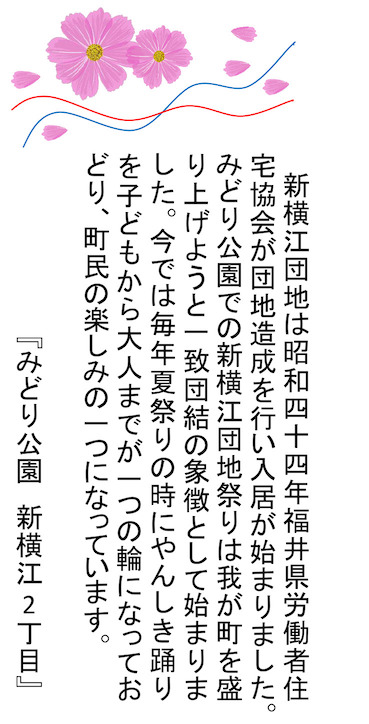 新横江団地は昭和四十四年福井県労働者住
宅協会が団地造成を行い入居が始まりました。
みどり公園での新横江団地祭りは我が町を盛
り上げようと一致団結の象徴として始まりま
した。今では毎年夏祭りの時にやんしき踊り
を子どもから大人までが一つの輪になってお
どり、町民の楽しみの一つになっています。
『みどり公園　新横江 2 丁目』